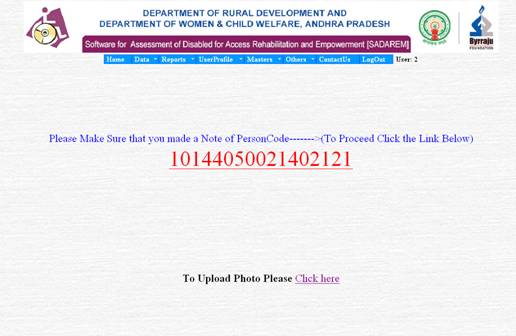 DEPARTMENT OF RURAL DEVELOPMENT AND
DEPARTMENT OF WOMEN & CHILD WELFARE, ANDHRA PRADESH
Software for Assessment of Disabled for Access Rehabilitation and Empowerment [SADAREM]
Byrraju
FOUNDATION
Home Data Reports UserProfile Masters Others ContactUs LogOut User: 2
Please Make Sure that you made a Note of PersonCode------->(To Proceed Click the Link Below)
10144050021402121
To Upload Photo Please Click here